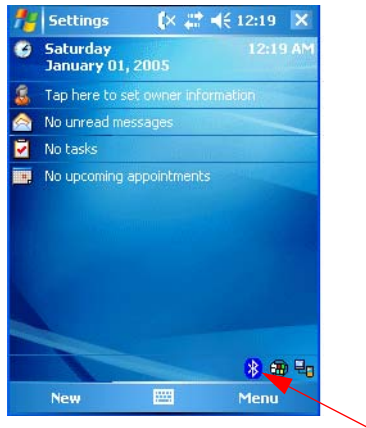 Settings 12:19
Saturday 12:19 AM
January 01, 2005
Tap here to set owner information
No unread messages
No tasks
No upcoming appointments
New Menu